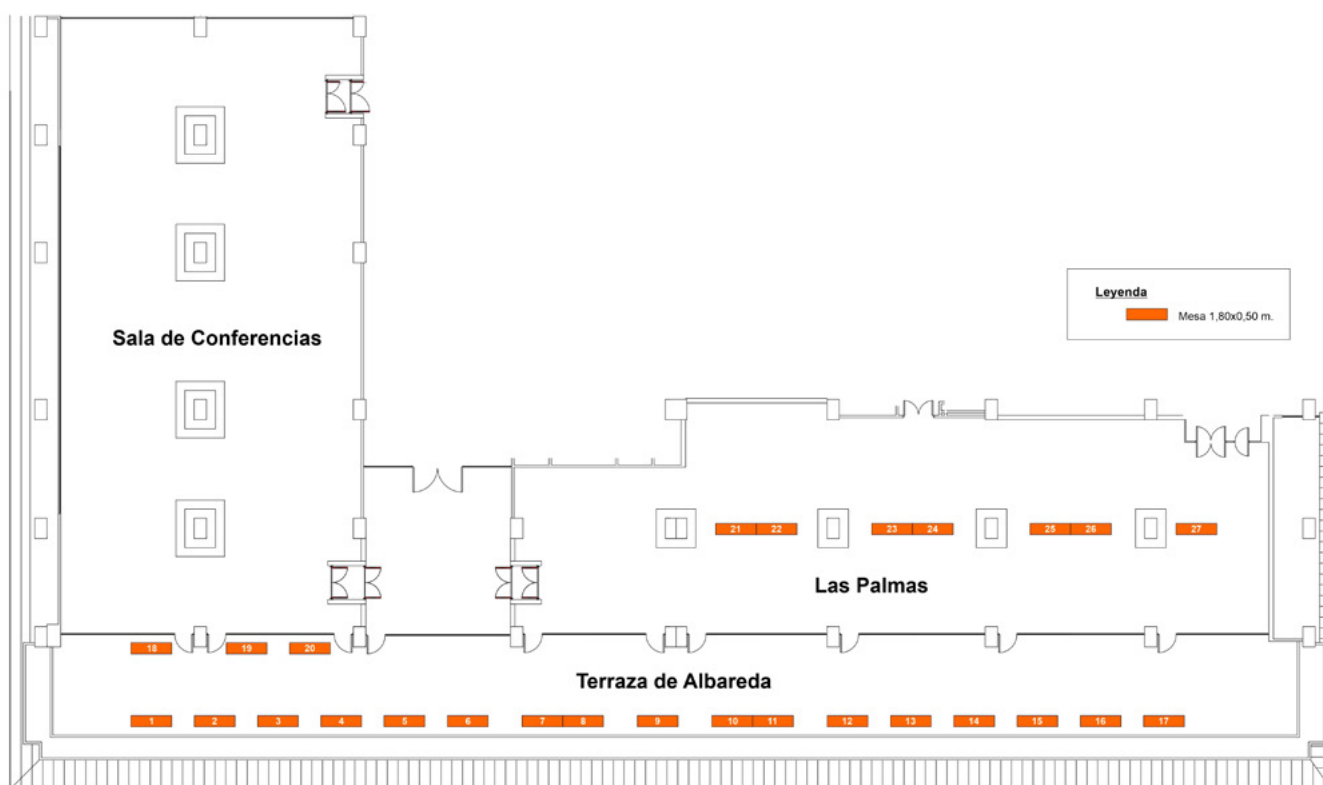 Leyenda
Mesa 1,80x0,50 m.
Sala de Conferencias
21 22 23 24 25 26 27
Las Palmas
18 19 20
Terraza de Albareda
1 2 3 4 5 6 7 8 9 10 11 12 13 14 15 16 17